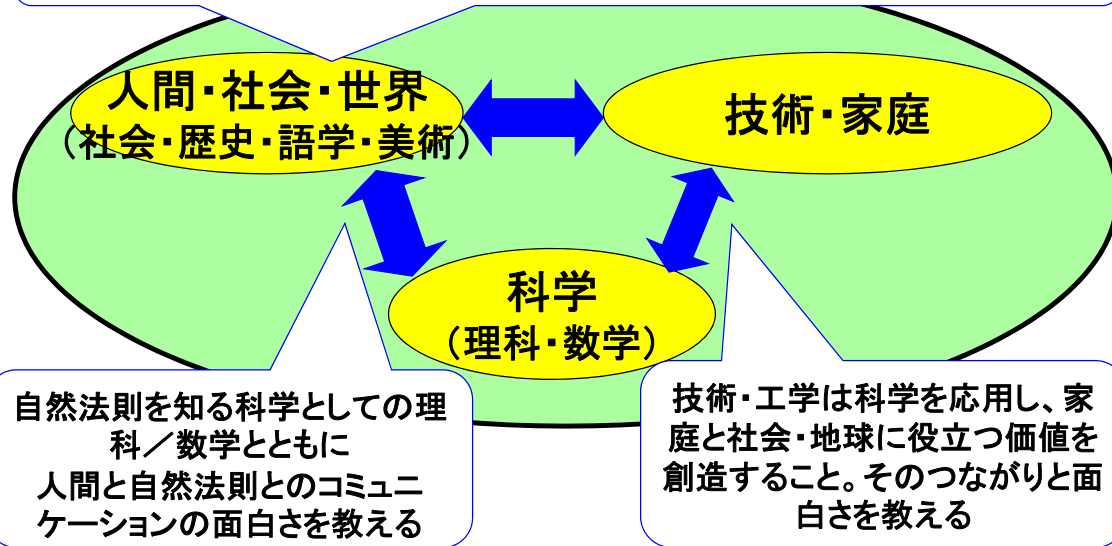 人間・社会・世界
（社会・歴史・語学・美術）
技術・家庭
科学
（理科・数学）
自然法則を知る科学としての理
科／数学とともに
人間と自然法則とのコミュニ
ケーションの面白さを教える
技術・工学は科学を応用し、家
庭と社会・地球に役立つ価値を
創造すること。そのつながりと面
白さを教える